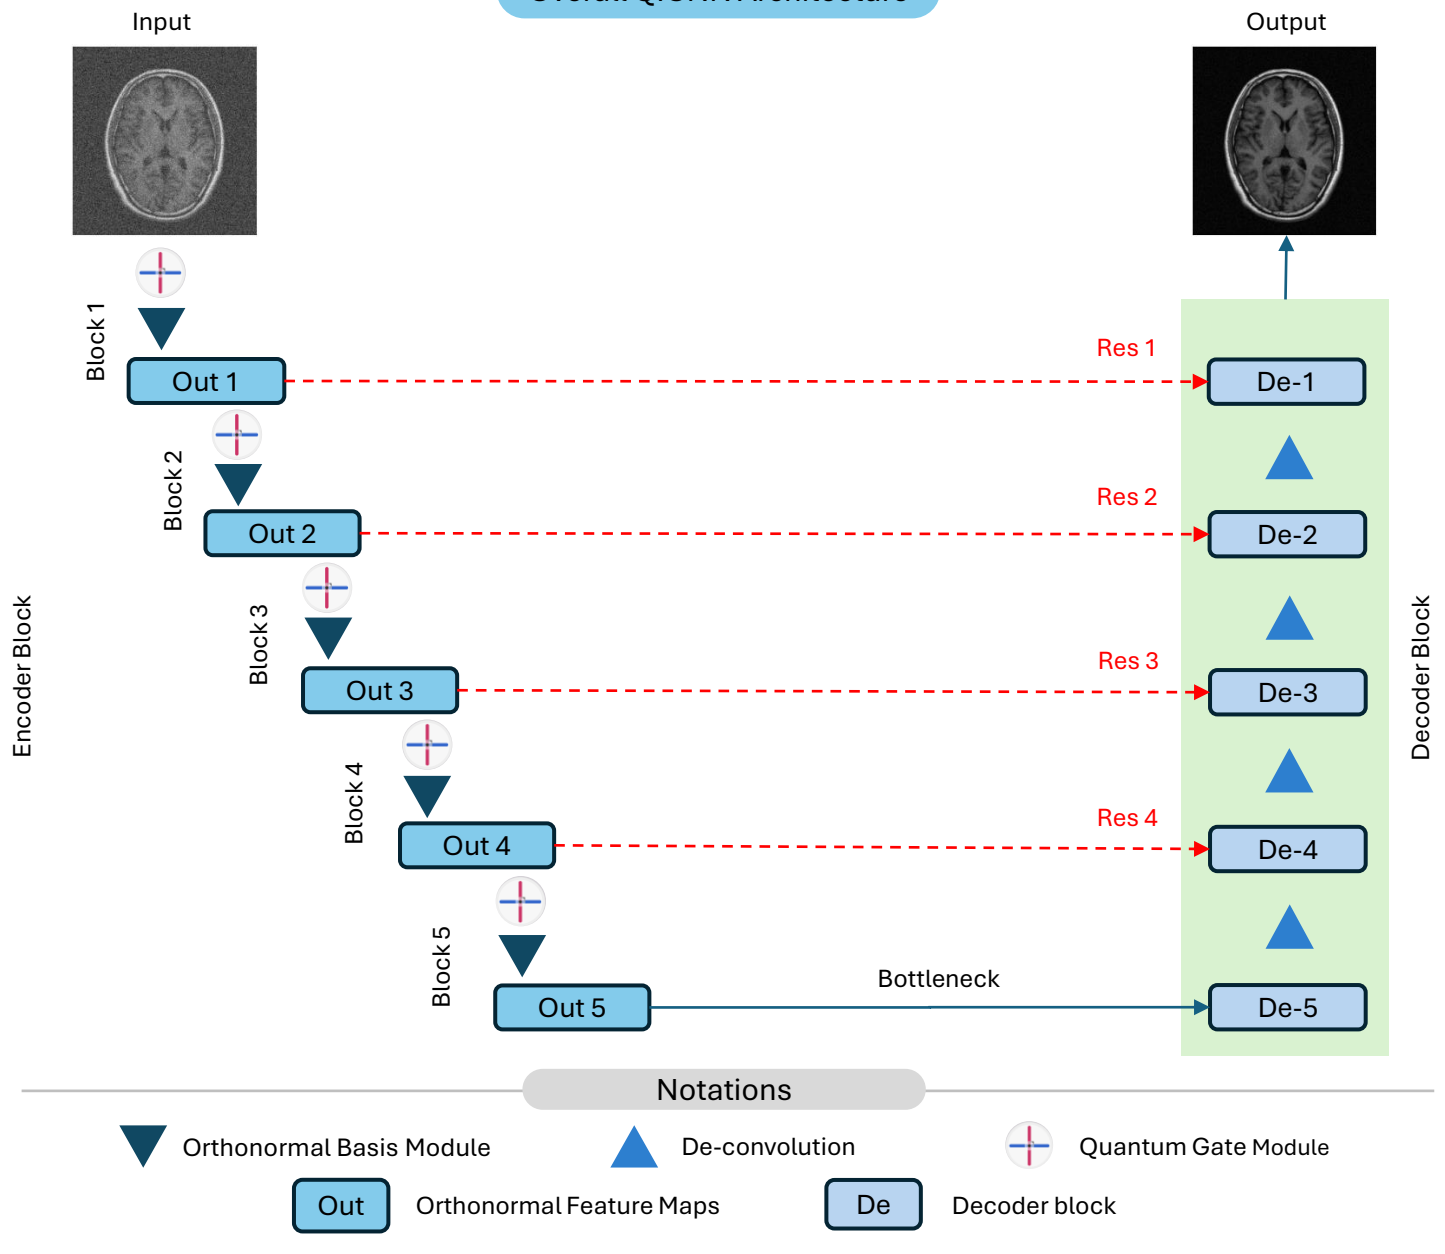 Input
Output
Block 1
Res 1
Out 1
De-1
Block 2
Res 2
Out 2
De-2
Encoder Block
Block 3
Res 3
Decoder Block
Out 3
De-3
Block 4
Res 4
Out 4
De-4
Block 5
Bottleneck
Out 5
De-5
Notations
Orthonormal Basis Module
De-convolution
Quantum Gate Module
Out
Orthonormal Feature Maps
De
Decoder block